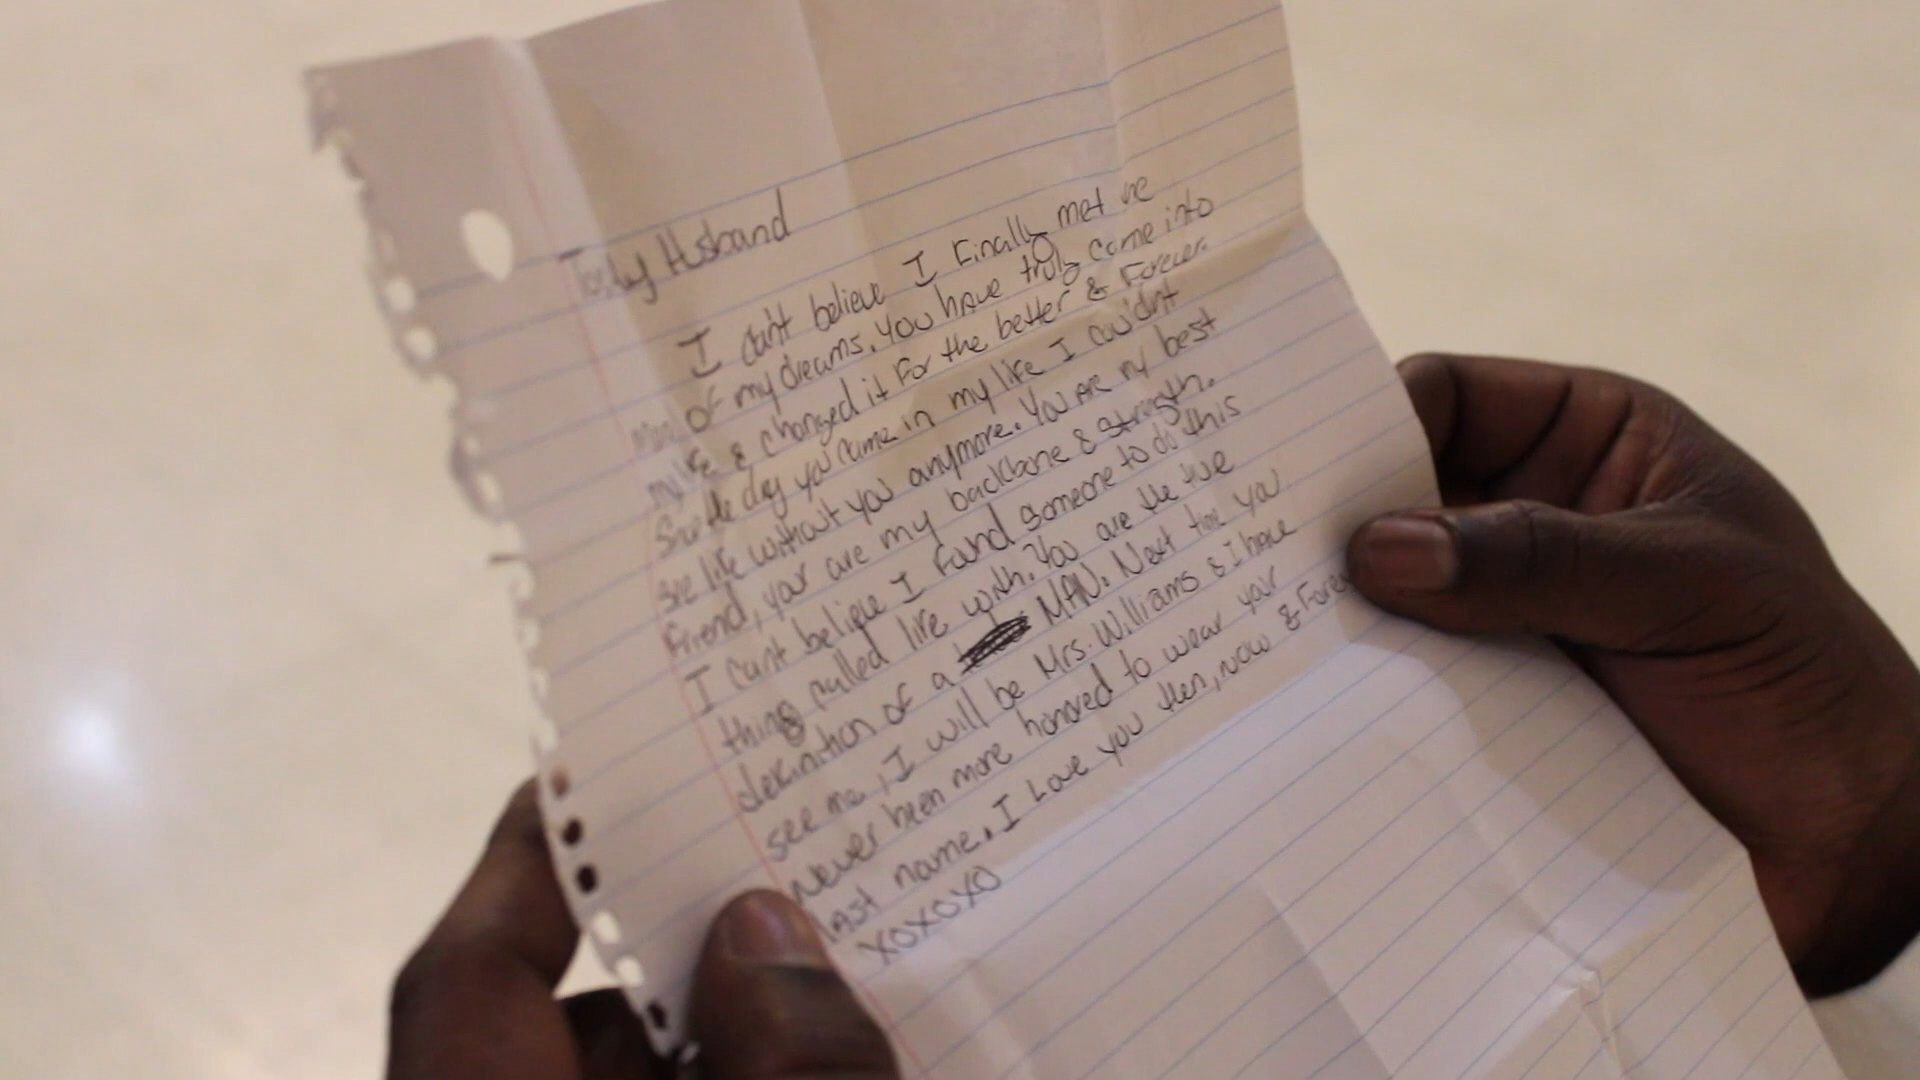 To my Husband
I can't believe I Finally met the
man of my dreams. You have truly came into
my life & changed it For the better & Forever.
Since the day you came in my life I couldn't
see life without you anymore. You are my best
friend, your are my backbone & strength.
I can't believe I found someone to do this
thing called life with. You are the true
definition of a MAN. Next time you
see me, I will be Mrs. Williams & I have
Never been more honored to wear your
last name. I Love you then, now & Forever
XOXOXO